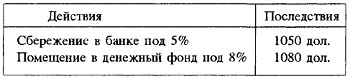 Действия Последствия
Сбережение в банке под 5% 1050 дол.
Помещение в денежный фонд под 8% 1080 дол.